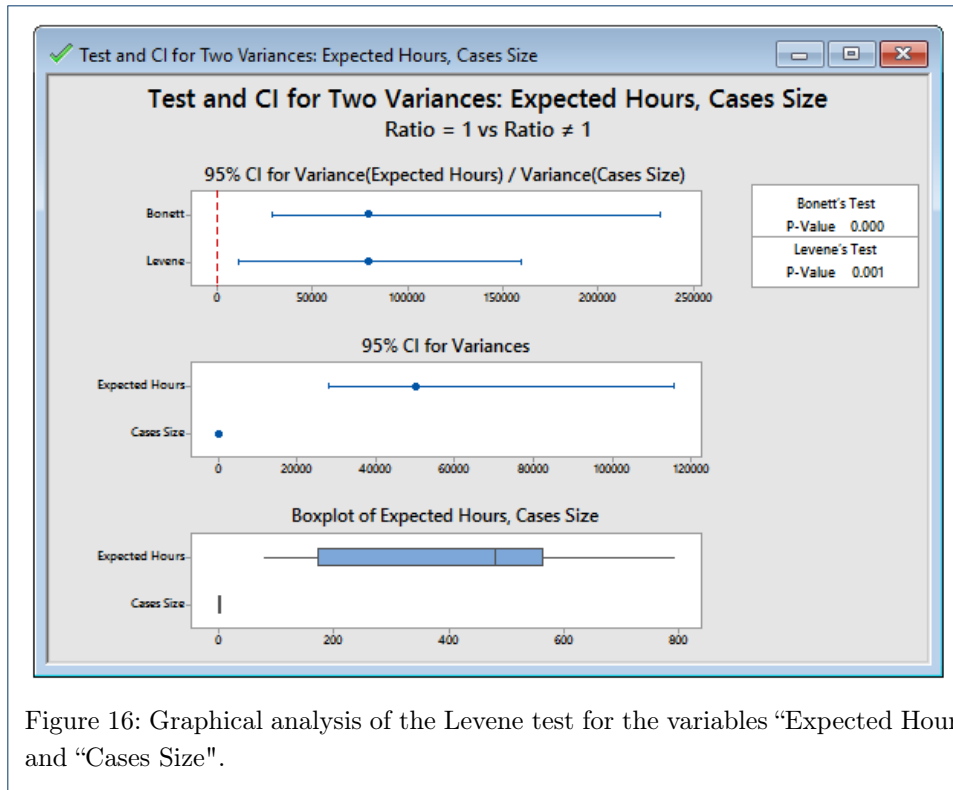 Test and CI for Two Variances: Expected Hours, Cases Size
Test and CI for Two Variances: Expected Hours, Cases Size
Ratio = 1 vs Ratio ≠ 1
95% CI for Variance(Expected Hours) / Variance(Cases Size)
Bonett
Levene
0 50000 100000 150000 200000 250000
Bonett's Test
P-Value 0.000
Levene's Test
P-Value 0.001
95% CI for Variances
Expected Hours
Cases Size
0 20000 40000 60000 80000 100000 120000
Boxplot of Expected Hours, Cases Size
Expected Hours
Cases Size
0 200 400 600 800
Figure 16: Graphical analysis of the Levene test for the variables “Expected Hour
and “Cases Size".